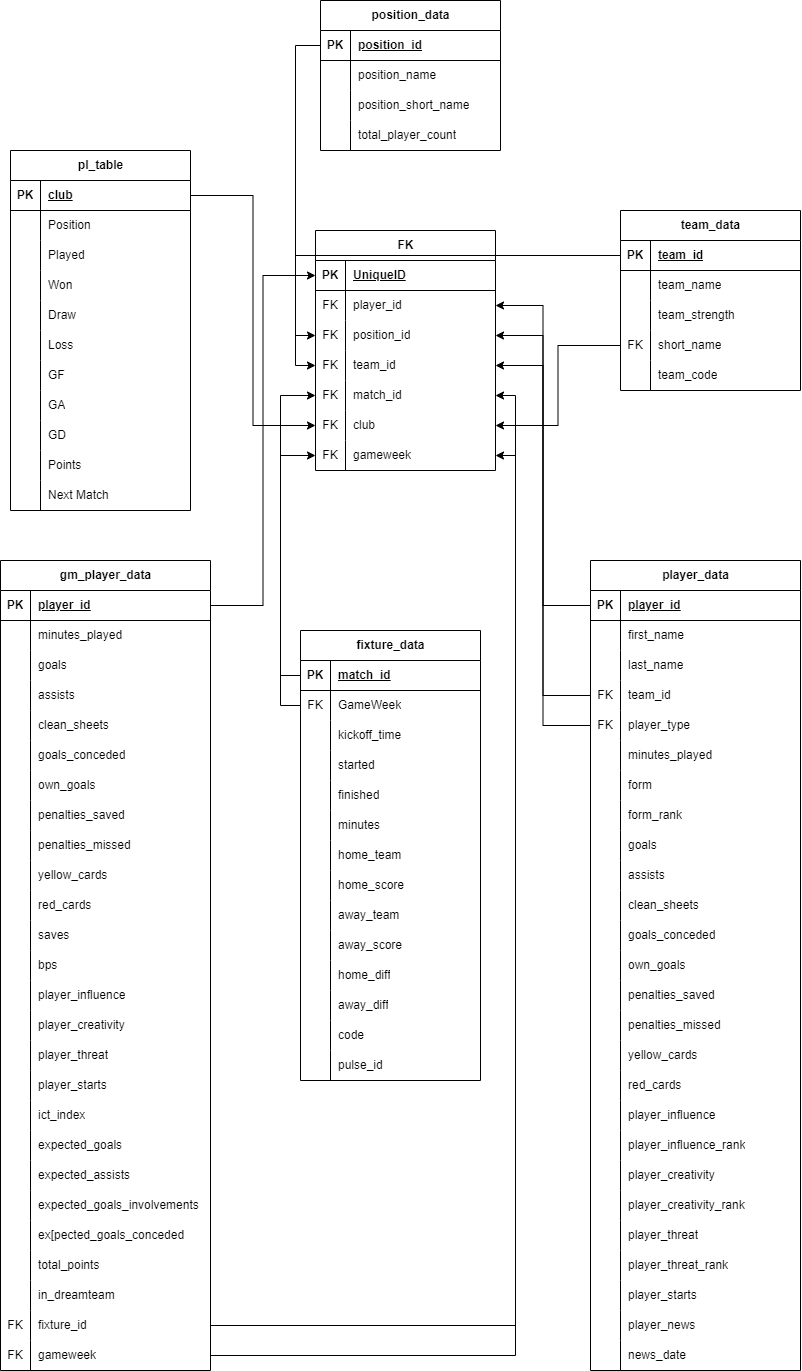 position_data
PK position_id
position_name
position_short_name
total_player_count
pl_table
PK club
Position
Played
Won
Draw
Loss
GF
GA
GD
Points
Next Match
FK
PK UniqueID
FK player_id
FK position_id
FK team_id
FK match_id
FK club
FK gameweek
team_data
PK team_id
team_name
team_strength
FK short_name
team_code
gm_player_data
PK player_id
minutes_played
goals
assists
clean_sheets
goals_conceded
own_goals
penalties_saved
penalties_missed
yellow_cards
red_cards
saves
bps
player_influence
player_creativity
player_threat
player_starts
ict_index
expected_goals
expected_assists
expected_goals_involvements
ex[pected_goals_conceded
total_points
in_dreamteam
FK fixture_id
FK gameweek
fixture_data
PK match_id
FK GameWeek
kickoff_time
started
finished
minutes
home_team
home_score
away_team
away_score
home_diff
away_diff
code
pulse_id
player_data
PK player_id
first_name
last_name
FK team_id
FK player_type
minutes_played
form
form_rank
goals
assists
clean_sheets
goals_conceded
own_goals
penalties_saved
penalties_missed
yellow_cards
red_cards
player_influence
player_influence_rank
player_creativity
player_creativity_rank
player_threat
player_threat_rank
player_starts
player_news
news_date